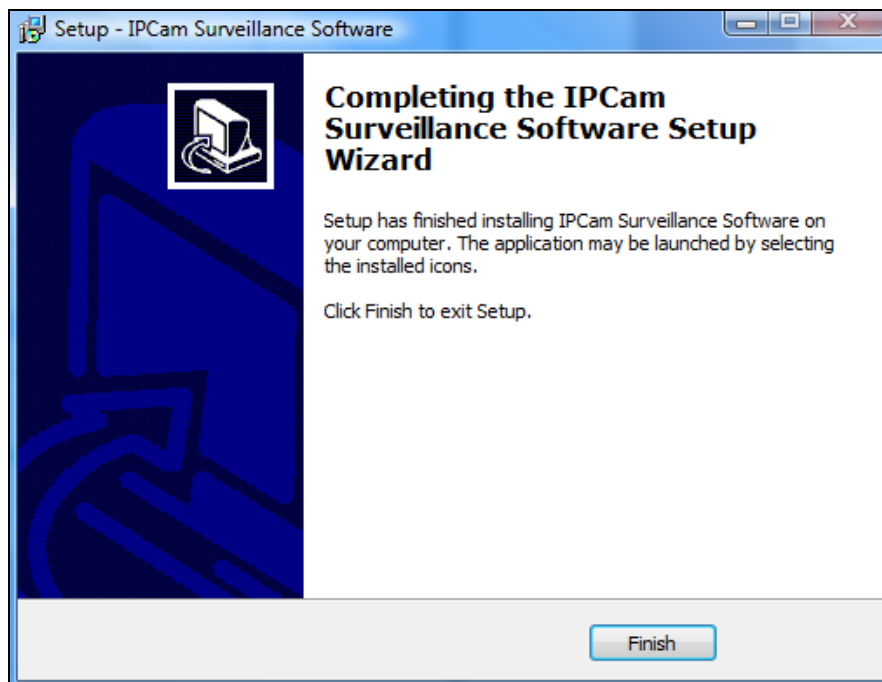 Setup - IPCam Surveillance Software
Completing the IPCam
Surveillance Software Setup
Wizard
Setup has finished installing IPCam Surveillance Software on
your computer. The application may be launched by selecting
the installed icons.
Click Finish to exit Setup.
Finish